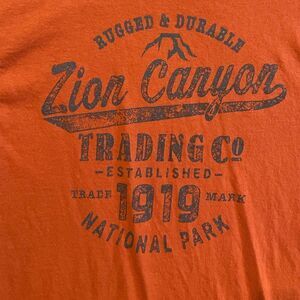 RUGGED & DURABLE
Zion Canyon
TRADING CO
-ESTABLISHED-
TRADE 1919 MARK
NATIONAL PARK